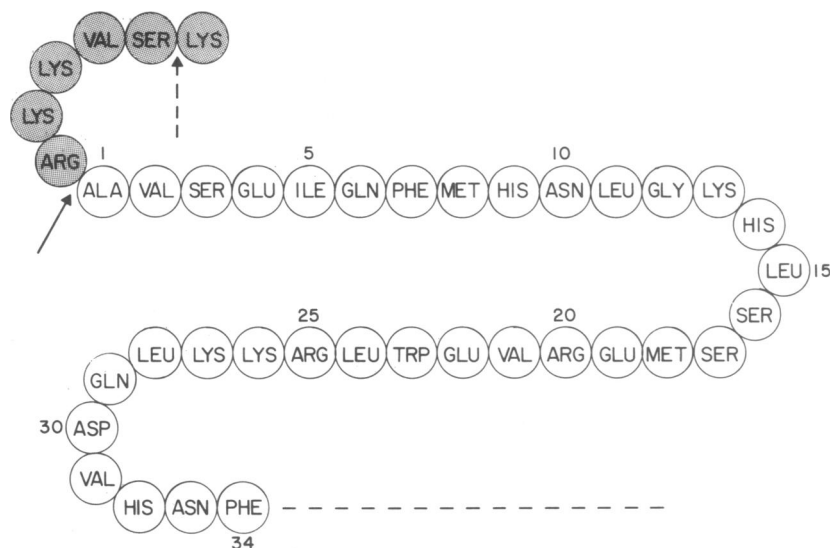 VAL SER LYS
LYS
LYS
ARG
1 5 10
ALA VAL SER GLU ILE GLN PHE MET HIS ASN LEU GLY LYS
HIS
LEU 15
SER
25 20
LEU LYS LYS ARG LEU TRP GLU VAL ARG GLU MET SER
GLN
30 ASP
VAL
HIS ASN PHE
34